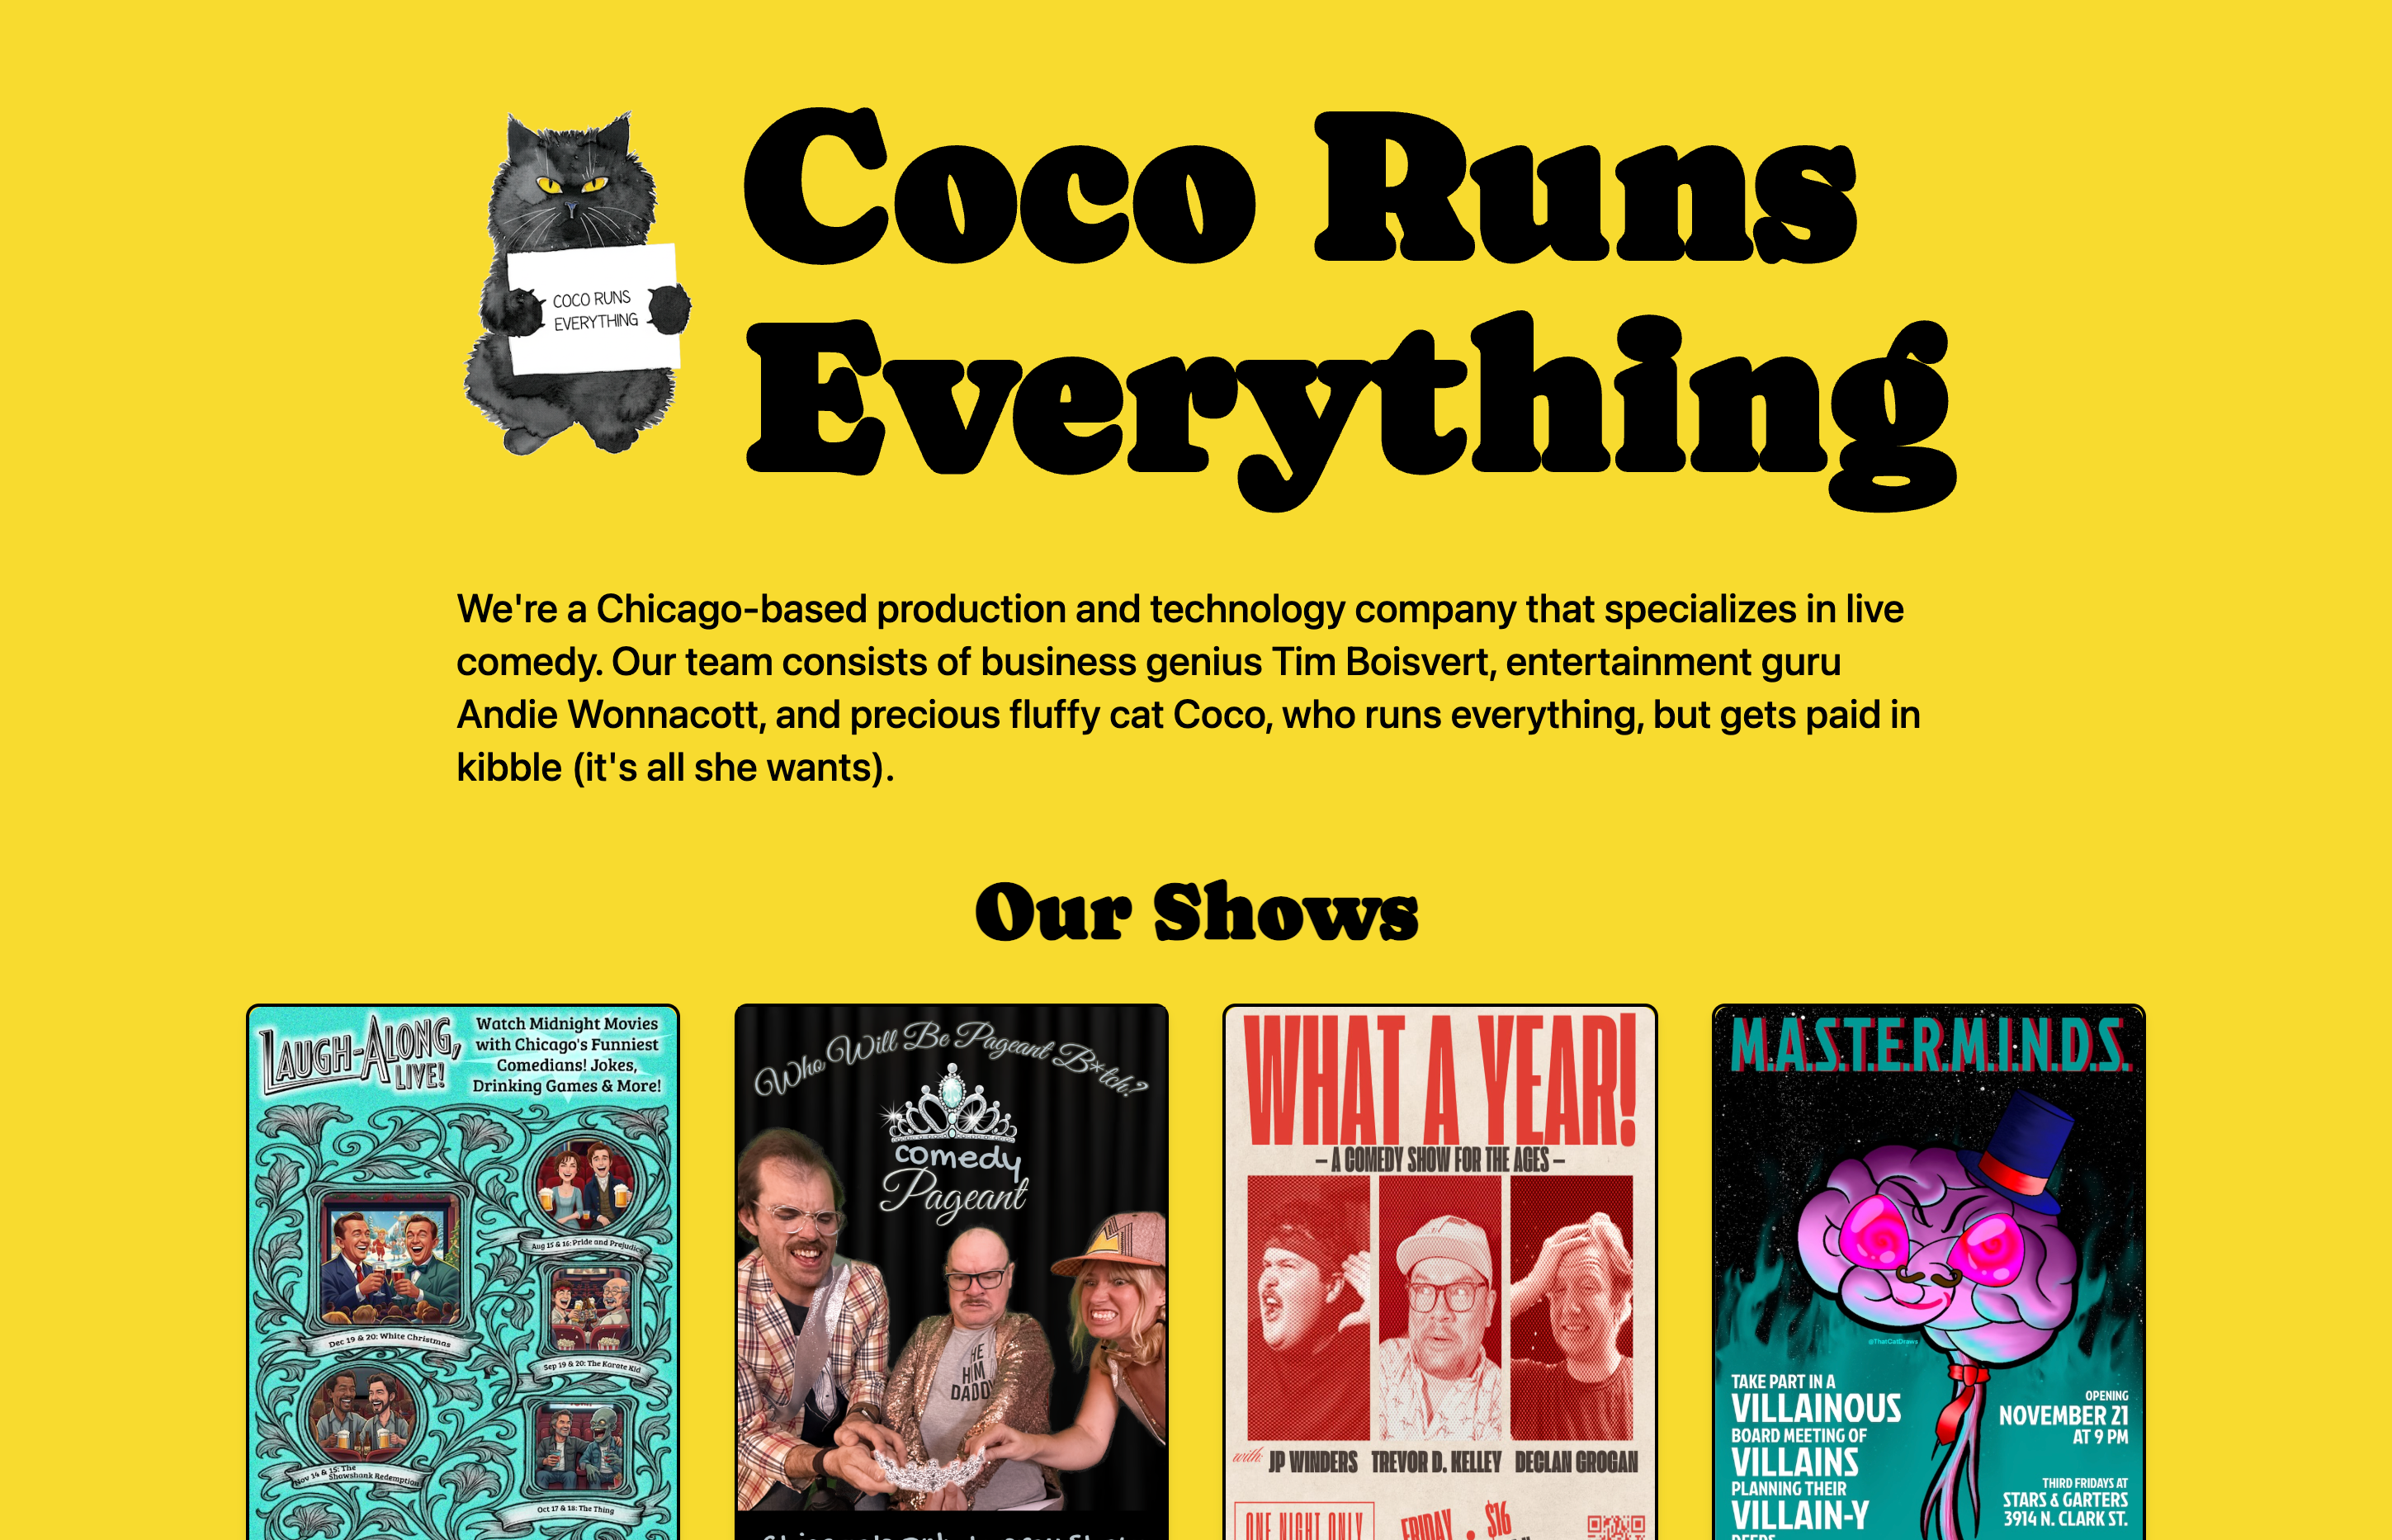 COCO RUNS
EVERYTHING
Coco Runs
Everything
We're a Chicago-based production and technology company that specializes in live
comedy. Our team consists of business genius Tim Boisvert, entertainment guru
Andie Wonnacott, and precious fluffy cat Coco, who runs everything, but gets paid in
kibble (it's all she wants).
Our Shows
LAUGH-ALONG,
LIVE!
Watch Midnight Movies
with Chicago's Funniest
Comedians! Jokes,
Drinking Games & More!
Aug 15 & 16: Pride and Prejudice
Dec 19 & 20: White Christmas
Sep 19 & 20: The Karate Kid
Nov 14 & 15: The
Shawshank Redemption
Oct 17 & 18: The Thing
Who Will Be Pageant B*tch?
comedy
Pageant
HE
HIM
DADDY
WHAT A YEAR!
– A COMEDY SHOW FOR THE AGES –
with JP WINDERS TREVOR D. KELLEY DECLAN GROGAN
ONE NIGHT ONLY
FRIDAY • $16
M.A.S.T.E.R.M.I.N.D.S.
@ThatCatDraws
TAKE PART IN A
VILLAINOUS
BOARD MEETING OF
VILLAINS
PLANNING THEIR
VILLAIN-Y
DEEDS
OPENING
NOVEMBER 21
AT 9 PM
THIRD FRIDAYS AT
STARS & GARTERS
3914 N. CLARK ST.